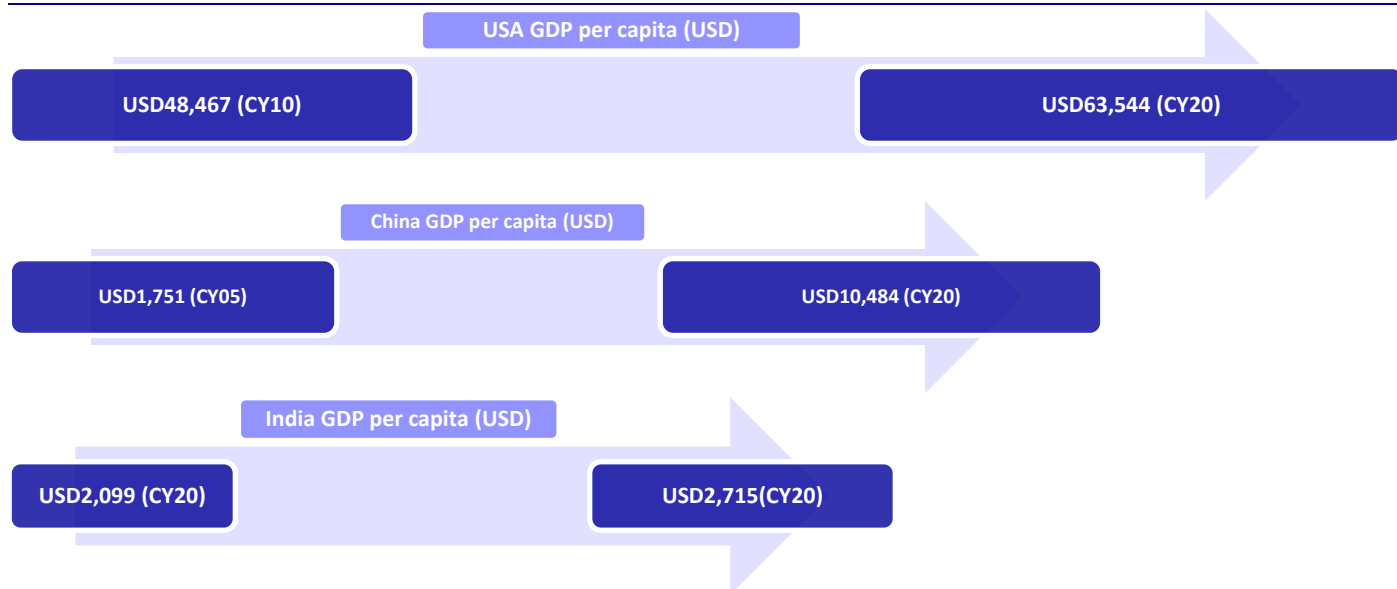 USA GDP per capita (USD)
USD48,467 (CY10)
USD63,544 (CY20)
China GDP per capita (USD)
USD1,751 (CY05)
USD10,484 (CY20)
India GDP per capita (USD)
USD2,099 (CY20)
USD2,715(CY20)